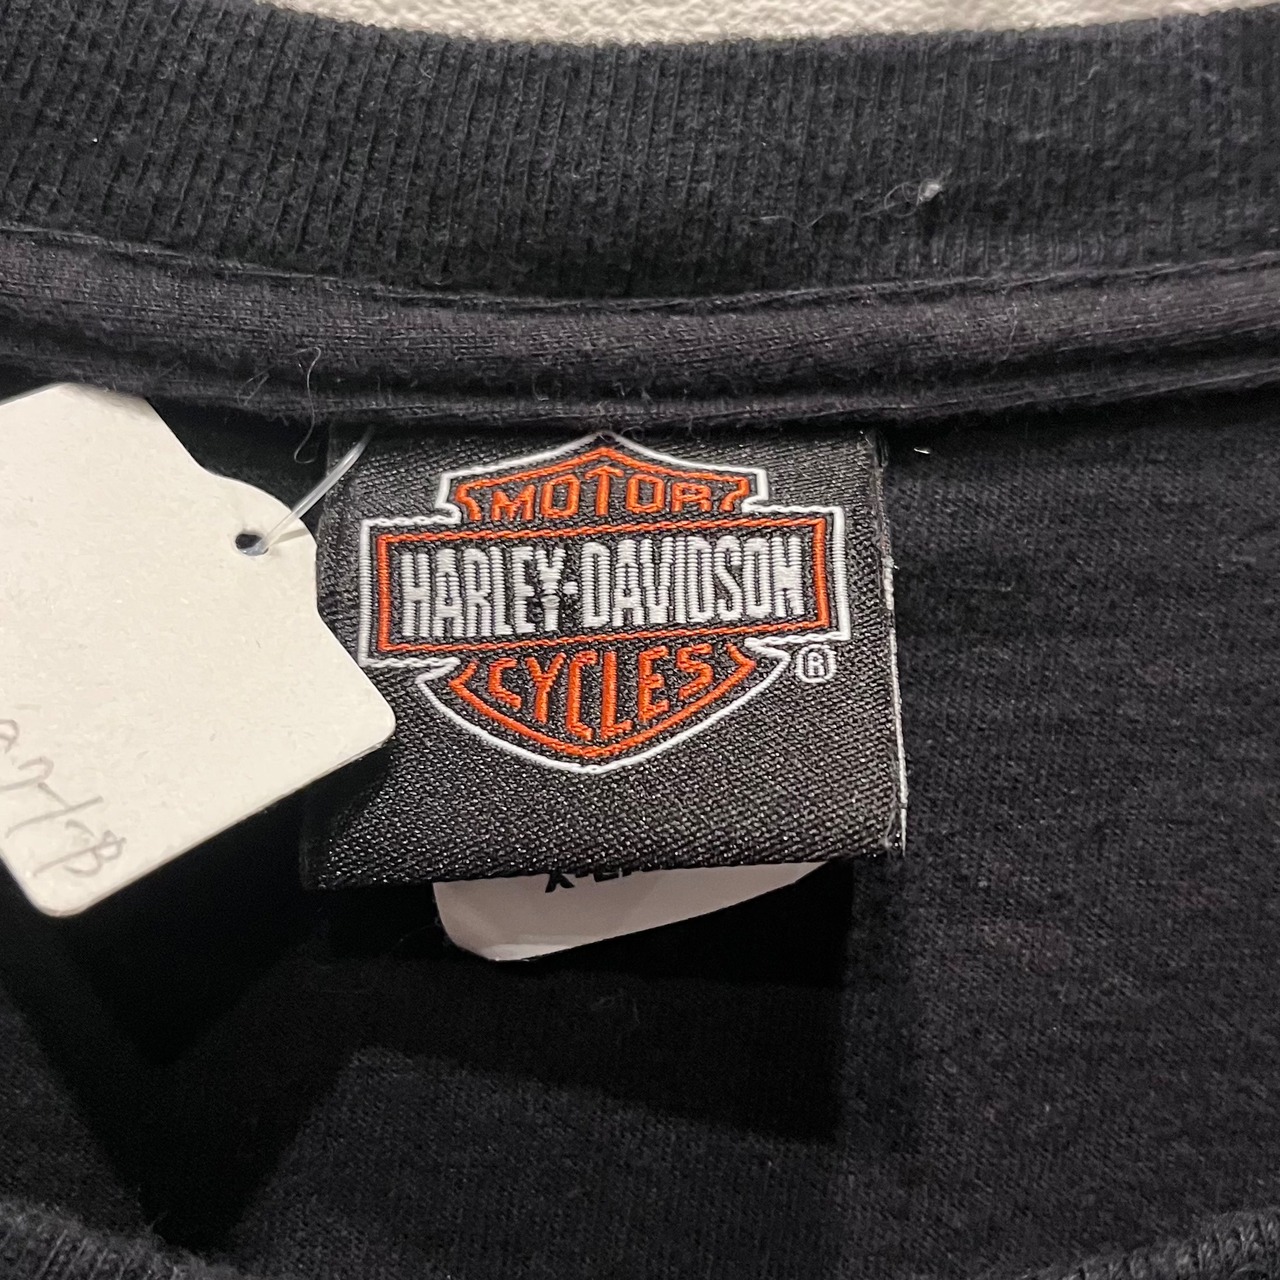 MOTOR
HARLEY-DAVIDSON
CYCLES
®